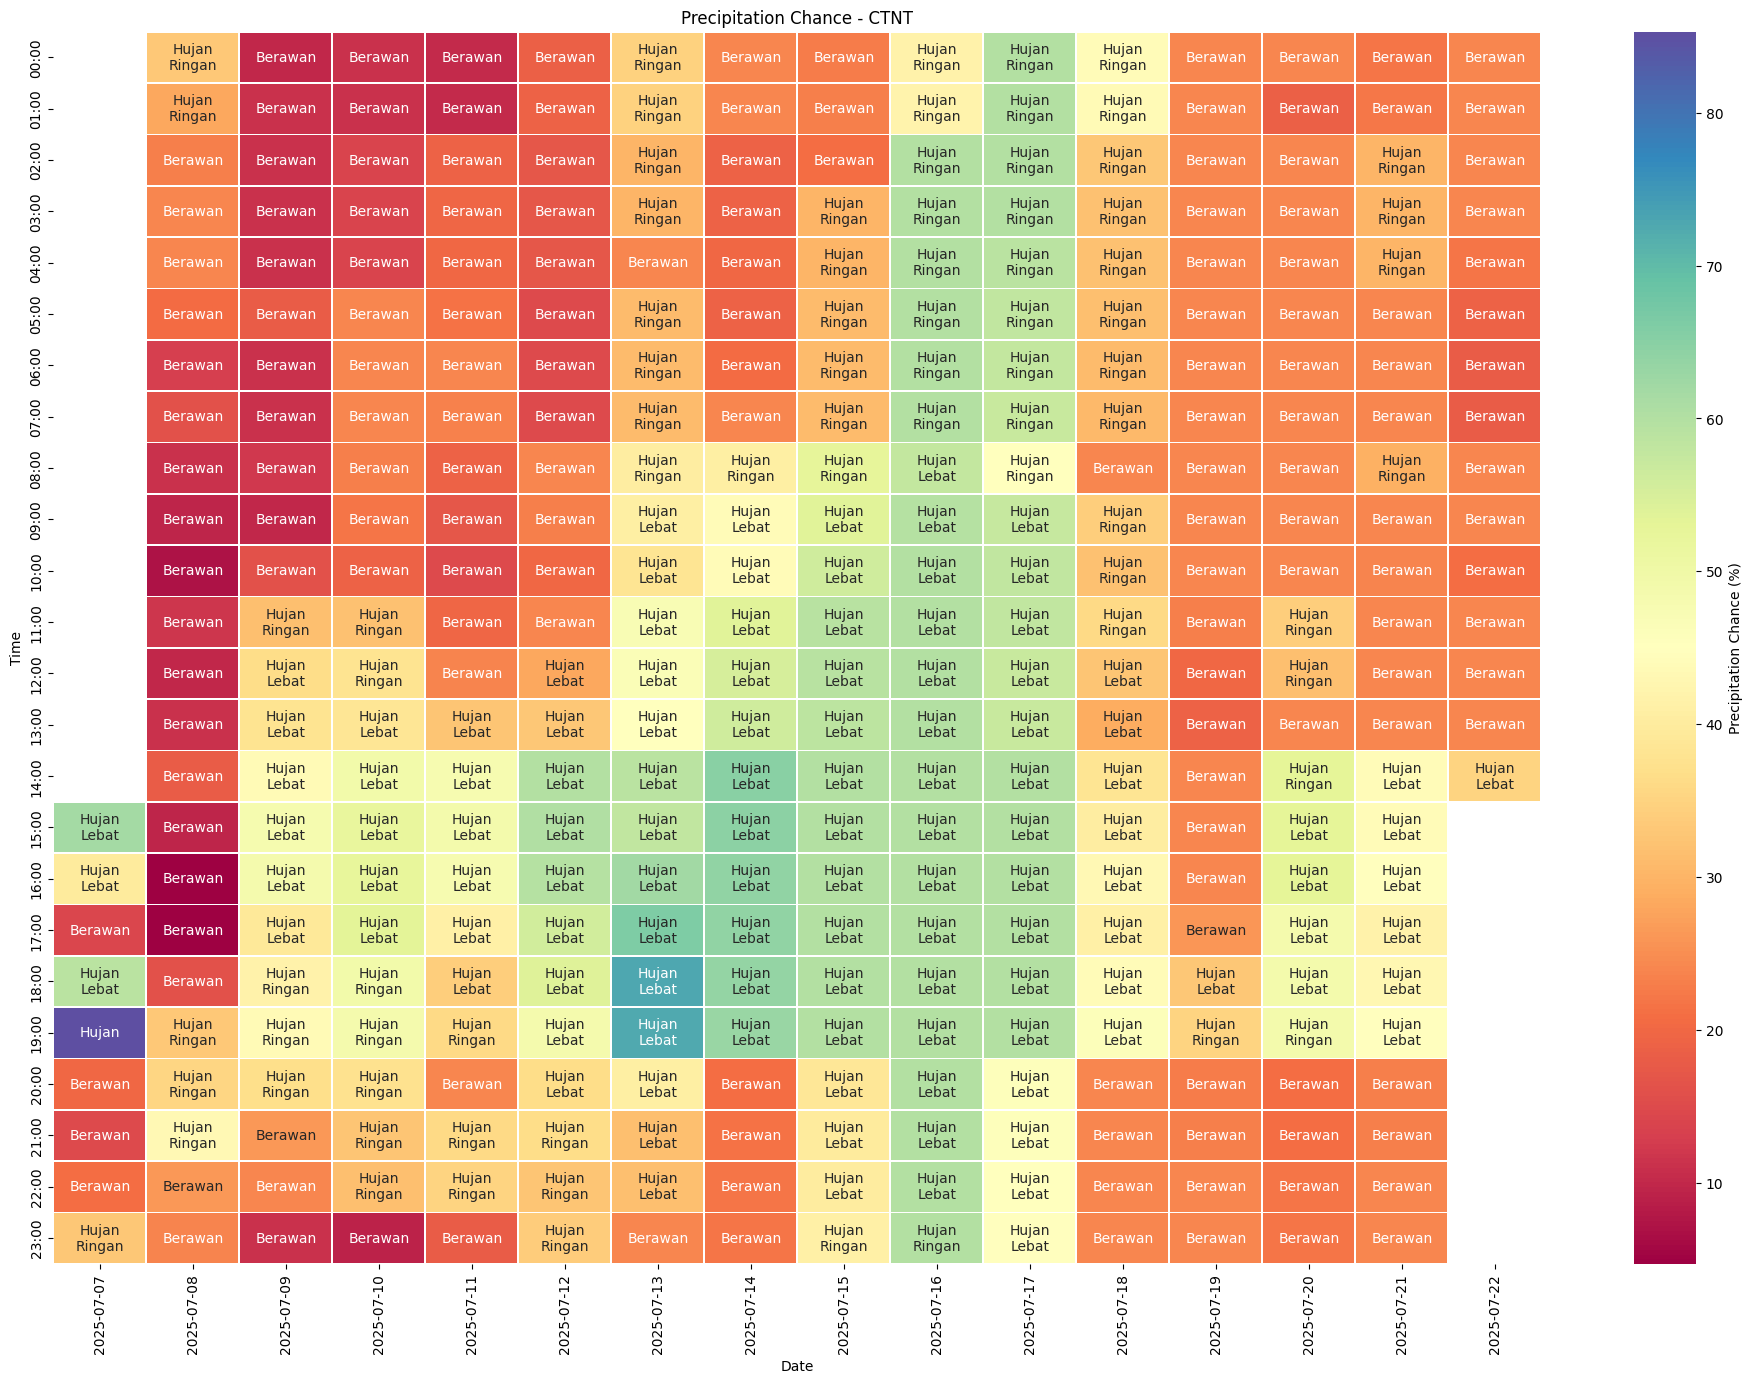 Precipitation Chance - CTNT
00:00 Hujan Ringan Berawan Berawan Berawan Berawan Hujan Ringan Berawan Berawan Hujan Ringan Hujan Ringan Hujan Ringan Berawan Berawan Berawan Berawan
01:00 Hujan Ringan Berawan Berawan Berawan Berawan Hujan Ringan Berawan Berawan Hujan Ringan Hujan Ringan Hujan Ringan Berawan Berawan Berawan Berawan
02:00 Berawan Berawan Berawan Berawan Berawan Hujan Ringan Berawan Berawan Hujan Ringan Hujan Ringan Hujan Ringan Berawan Berawan Hujan Ringan Berawan
03:00 Berawan Berawan Berawan Berawan Berawan Hujan Ringan Berawan Hujan Ringan Hujan Ringan Hujan Ringan Hujan Ringan Berawan Berawan Hujan Ringan Berawan
04:00 Berawan Berawan Berawan Berawan Berawan Berawan Berawan Hujan Ringan Hujan Ringan Hujan Ringan Hujan Ringan Berawan Berawan Hujan Ringan Berawan
05:00 Berawan Berawan Berawan Berawan Berawan Hujan Ringan Berawan Hujan Ringan Hujan Ringan Hujan Ringan Hujan Ringan Berawan Berawan Berawan Berawan
06:00 Berawan Berawan Berawan Berawan Berawan Hujan Ringan Berawan Hujan Ringan Hujan Ringan Hujan Ringan Hujan Ringan Berawan Berawan Berawan Berawan
07:00 Berawan Berawan Berawan Berawan Berawan Hujan Ringan Berawan Hujan Ringan Hujan Ringan Hujan Ringan Hujan Ringan Berawan Berawan Berawan Berawan
08:00 Berawan Berawan Berawan Berawan Berawan Hujan Ringan Hujan Ringan Hujan Ringan Hujan Lebat Hujan Ringan Berawan Berawan Berawan Hujan Ringan Berawan
09:00 Berawan Berawan Berawan Berawan Berawan Hujan Lebat Hujan Lebat Hujan Lebat Hujan Lebat Hujan Lebat Hujan Ringan Berawan Berawan Berawan Berawan
10:00 Berawan Berawan Berawan Berawan Berawan Hujan Lebat Hujan Lebat Hujan Lebat Hujan Lebat Hujan Lebat Hujan Ringan Berawan Berawan Berawan Berawan
11:00 Berawan Hujan Ringan Hujan Ringan Berawan Berawan Hujan Lebat Hujan Lebat Hujan Lebat Hujan Lebat Hujan Lebat Hujan Ringan Berawan Hujan Ringan Berawan Berawan
12:00 Berawan Hujan Lebat Hujan Ringan Berawan Hujan Lebat Hujan Lebat Hujan Lebat Hujan Lebat Hujan Lebat Hujan Lebat Hujan Lebat Berawan Hujan Ringan Berawan Berawan
13:00 Berawan Hujan Lebat Hujan Lebat Hujan Lebat Hujan Lebat Hujan Lebat Hujan Lebat Hujan Lebat Hujan Lebat Hujan Lebat Hujan Lebat Berawan Berawan Berawan Berawan
14:00 Berawan Hujan Lebat Hujan Lebat Hujan Lebat Hujan Lebat Hujan Lebat Hujan Lebat Hujan Lebat Hujan Lebat Hujan Lebat Hujan Lebat Berawan Hujan Ringan Hujan Lebat Hujan Lebat
15:00 Hujan Lebat Berawan Hujan Lebat Hujan Lebat Hujan Lebat Hujan Lebat Hujan Lebat Hujan Lebat Hujan Lebat Hujan Lebat Hujan Lebat Hujan Lebat Berawan Hujan Lebat Hujan Lebat
16:00 Hujan Lebat Berawan Hujan Lebat Hujan Lebat Hujan Lebat Hujan Lebat Hujan Lebat Hujan Lebat Hujan Lebat Hujan Lebat Hujan Lebat Hujan Lebat Berawan Hujan Lebat Hujan Lebat
17:00 Berawan Berawan Hujan Lebat Hujan Lebat Hujan Lebat Hujan Lebat Hujan Lebat Hujan Lebat Hujan Lebat Hujan Lebat Hujan Lebat Hujan Lebat Berawan Hujan Lebat Hujan Lebat
18:00 Hujan Lebat Berawan Hujan Ringan Hujan Ringan Hujan Lebat Hujan Lebat Hujan Lebat Hujan Lebat Hujan Lebat Hujan Lebat Hujan Lebat Hujan Lebat Hujan Lebat Hujan Lebat Hujan Lebat
19:00 Hujan Hujan Ringan Hujan Ringan Hujan Ringan Hujan Ringan Hujan Lebat Hujan Lebat Hujan Lebat Hujan Lebat Hujan Lebat Hujan Lebat Hujan Lebat Hujan Ringan Hujan Ringan Hujan Lebat
20:00 Berawan Hujan Ringan Hujan Ringan Hujan Ringan Berawan Hujan Lebat Hujan Lebat Berawan Hujan Lebat Hujan Lebat Hujan Lebat Berawan Berawan Berawan Berawan
21:00 Berawan Hujan Ringan Berawan Hujan Ringan Hujan Ringan Hujan Ringan Hujan Lebat Berawan Hujan Lebat Hujan Lebat Hujan Lebat Berawan Berawan Berawan Berawan
22:00 Berawan Berawan Berawan Hujan Ringan Hujan Ringan Hujan Ringan Hujan Lebat Berawan Hujan Lebat Hujan Lebat Hujan Lebat Berawan Berawan Berawan Berawan
23:00 Hujan Ringan Berawan Berawan Berawan Berawan Hujan Ringan Berawan Berawan Hujan Ringan Hujan Ringan Hujan Lebat Berawan Berawan Berawan Berawan
Time
2025-07-07 2025-07-08 2025-07-09 2025-07-10 2025-07-11 2025-07-12 2025-07-13 2025-07-14 2025-07-15 2025-07-16 2025-07-17 2025-07-18 2025-07-19 2025-07-20 2025-07-21 2025-07-22
Date
80
70
60
50
40
30
20
10
Precipitation Chance (%)